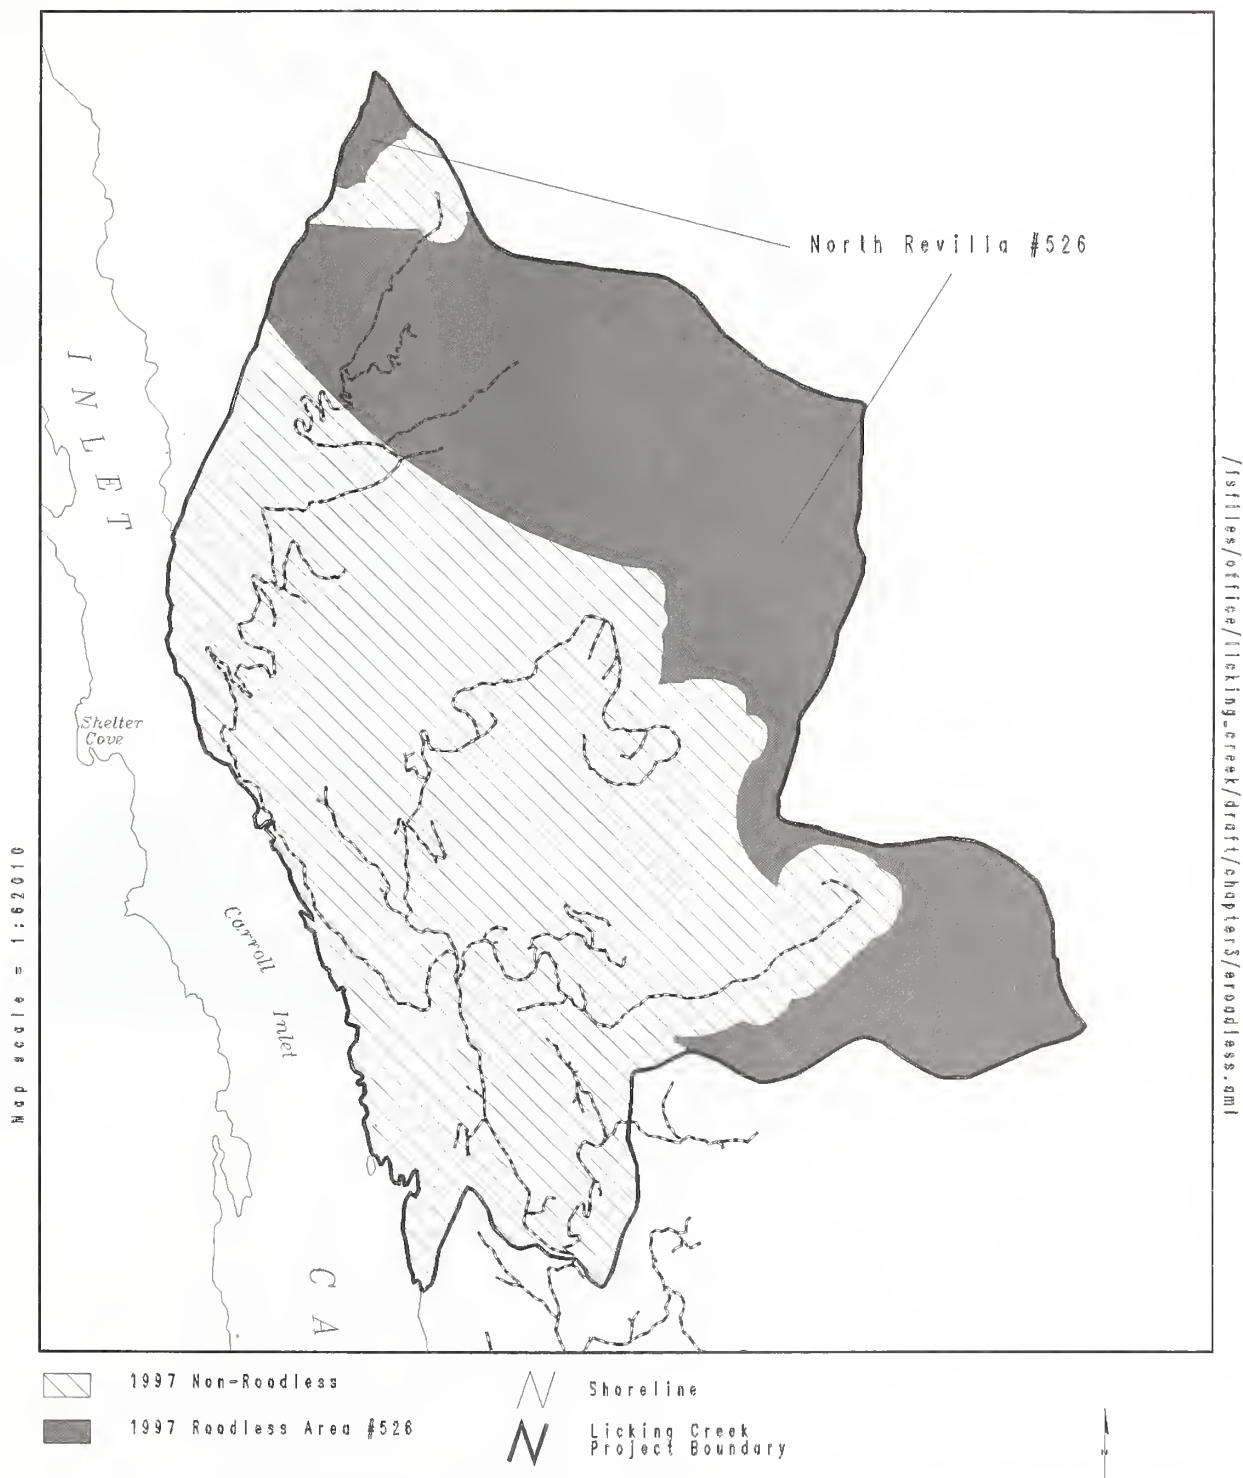 North Revilla #526
INLET
Shelter
Cove
Carroll
Inlet
CA
Map scale = 1:62010
/fsfiles/office/licking_creek/draft/chapter3/eroadless.aml
1997 Non-Roadless
1997 Roadless Area #526
Shoreline
Licking Creek
Project Boundary